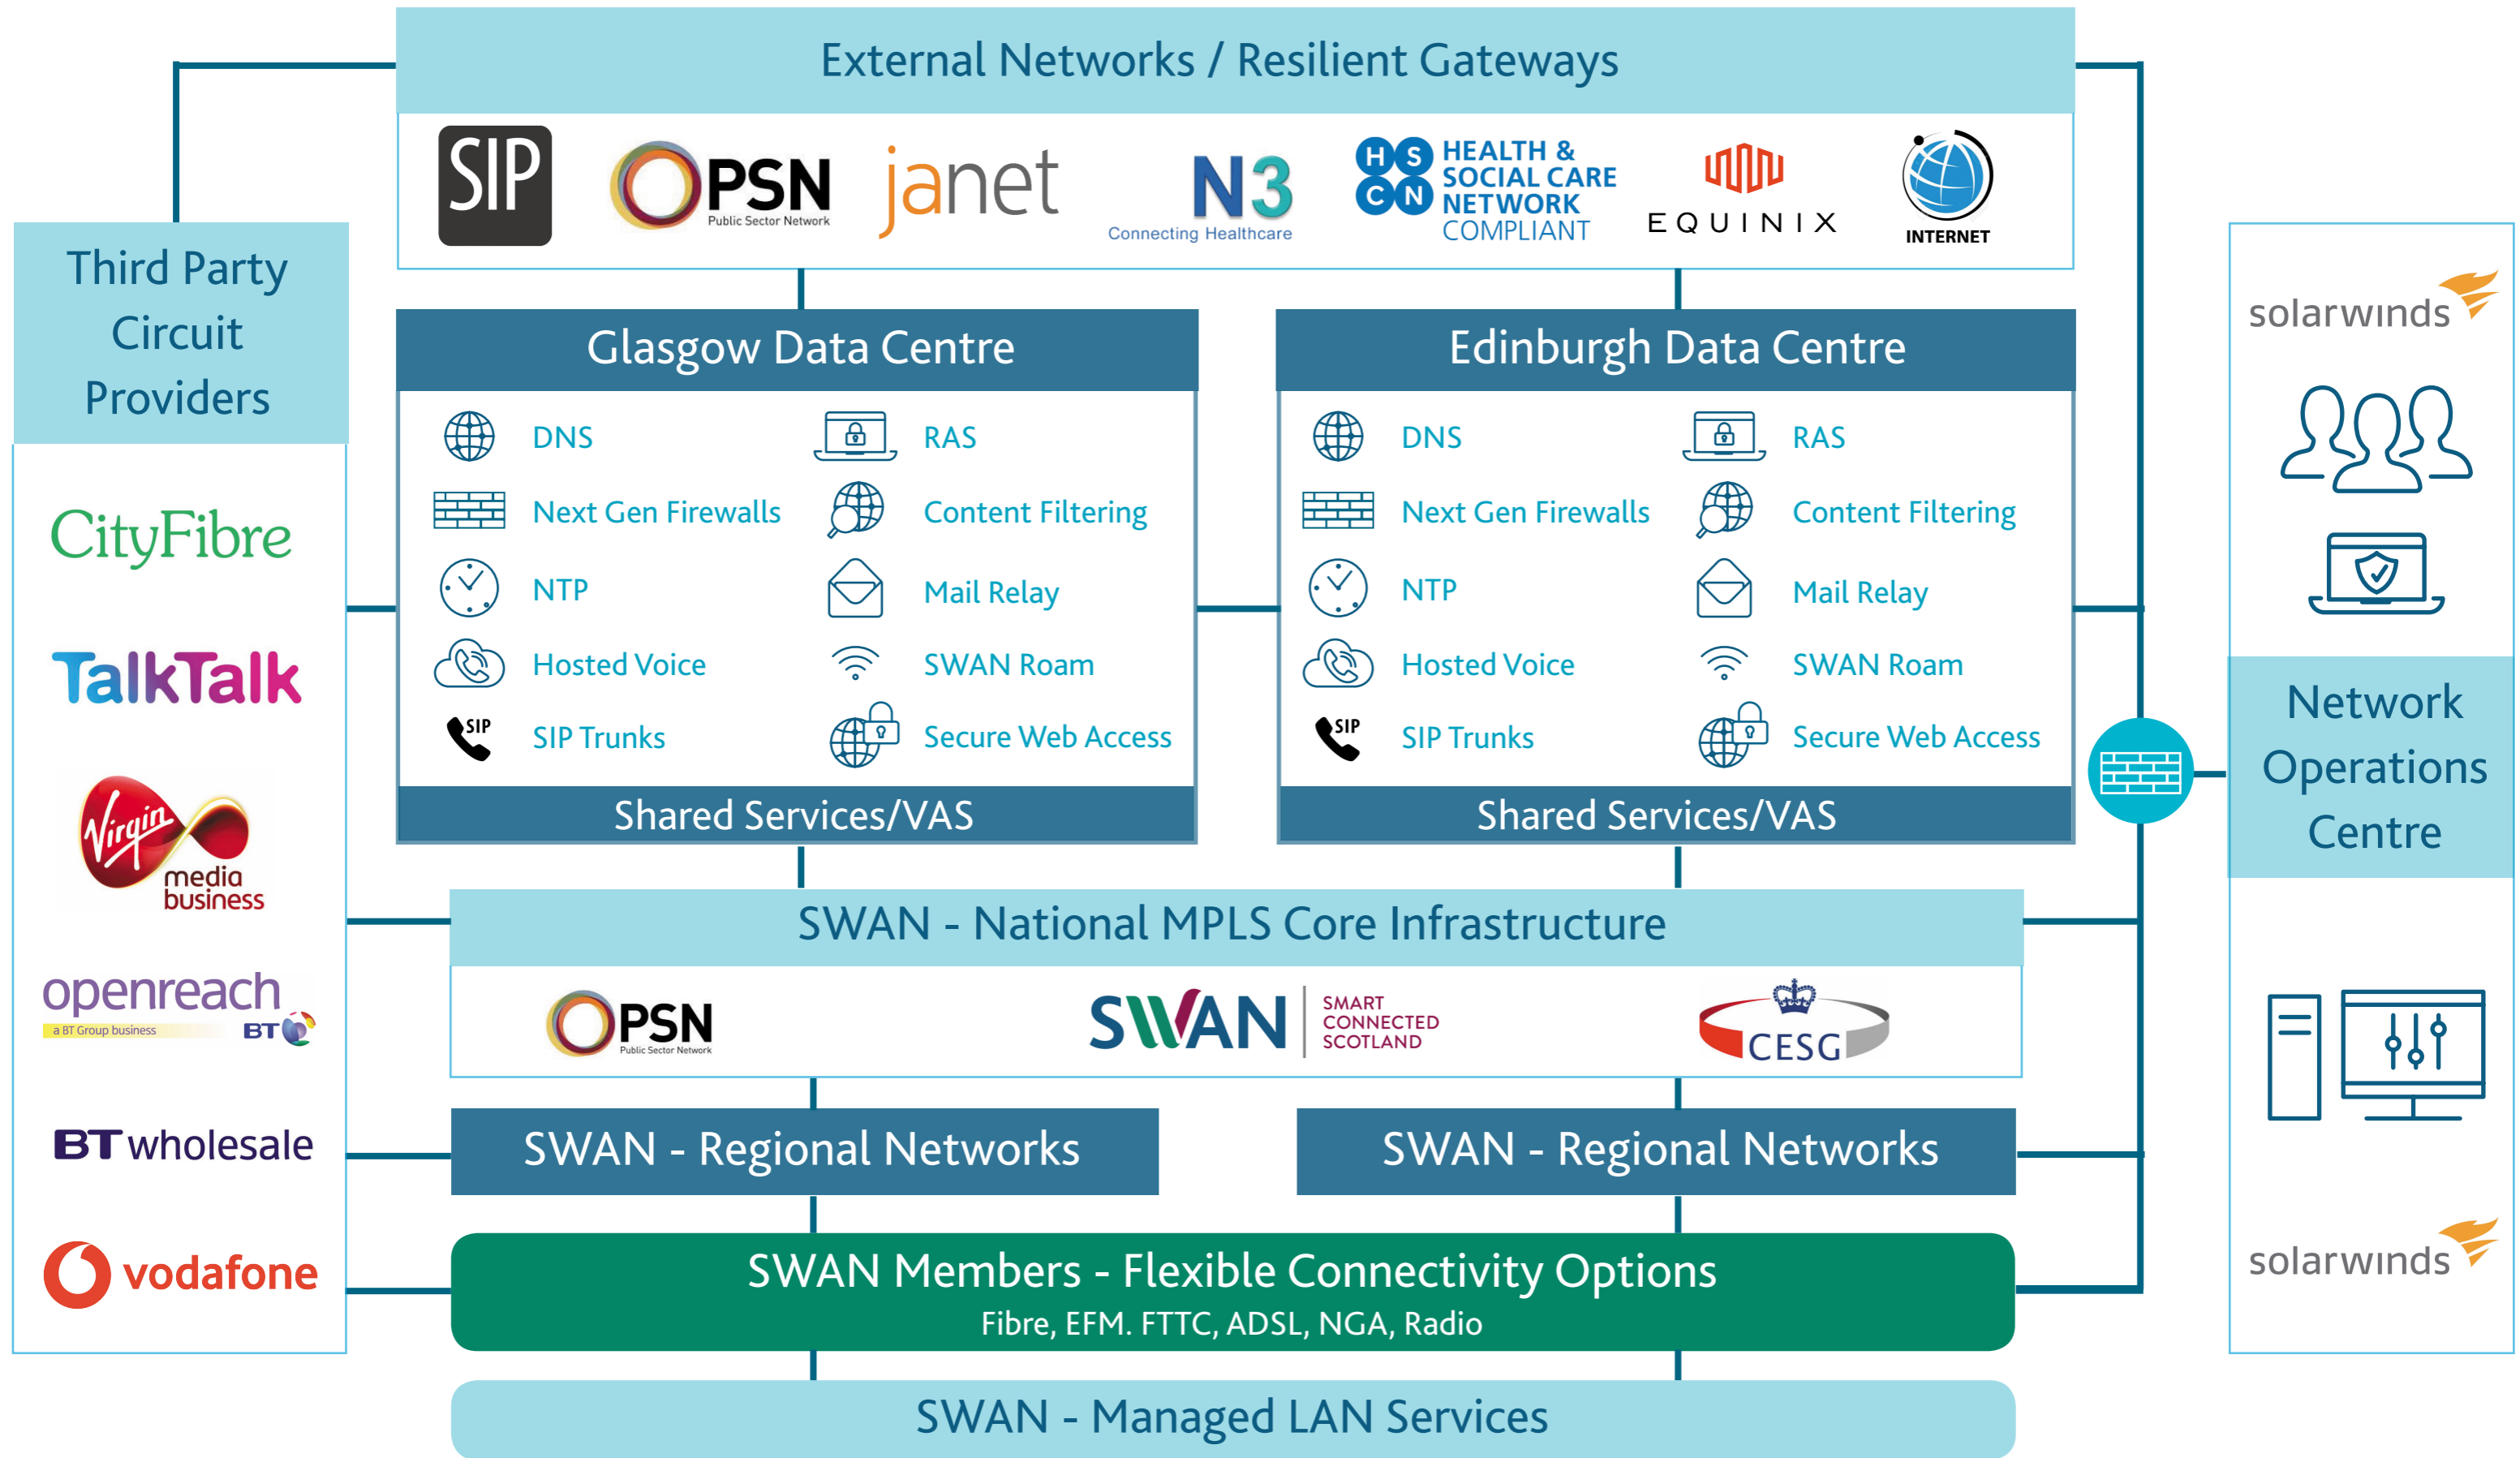 External Networks / Resilient Gateways
SIP
PSN
Public Sector Network
janet
N3
Connecting Healthcare
H S C N
HEALTH &
SOCIAL CARE
NETWORK
COMPLIANT
EQUINIX
INTERNET
Third Party
Circuit
Providers
CityFibre
TalkTalk
Virgin
media
business
openreach
a BT Group business
BT
BT wholesale
vodafone
Glasgow Data Centre
DNS
RAS
Next Gen Firewalls
Content Filtering
NTP
Mail Relay
Hosted Voice
SWAN Roam
SIP
SIP Trunks
Secure Web Access
Shared Services/VAS
Edinburgh Data Centre
DNS
RAS
Next Gen Firewalls
Content Filtering
NTP
Mail Relay
Hosted Voice
SWAN Roam
SIP
SIP Trunks
Secure Web Access
Shared Services/VAS
SWAN - National MPLS Core Infrastructure
PSN
Public Sector Network
SWAN
SMART
CONNECTED
SCOTLAND
CESG
SWAN - Regional Networks
SWAN - Regional Networks
SWAN Members - Flexible Connectivity Options
Fibre, EFM. FTTC, ADSL, NGA, Radio
SWAN - Managed LAN Services
solarwinds
Network
Operations
Centre
solarwinds